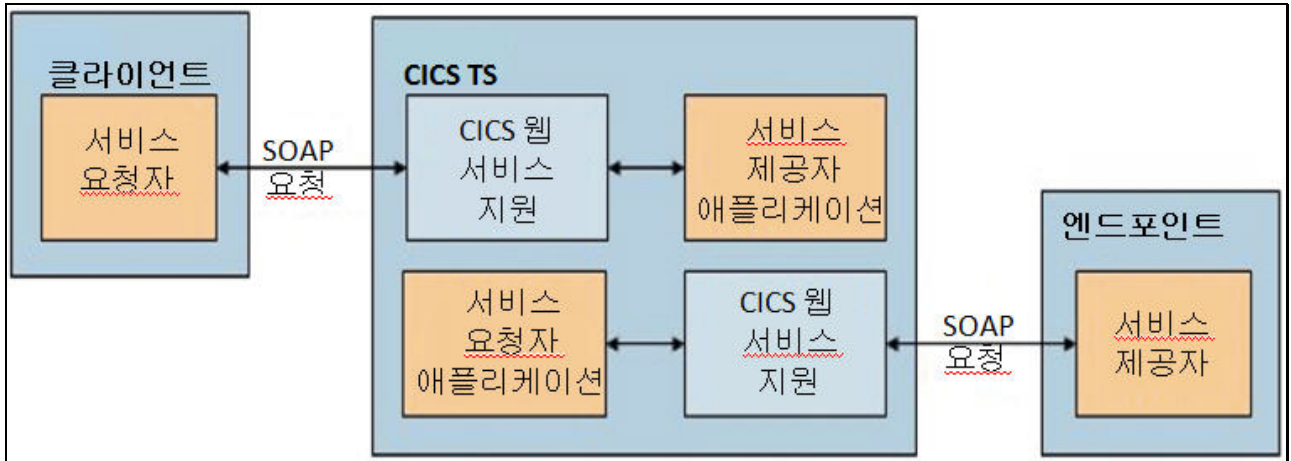 클라이언트
서비스
요청자
SOAP
요청
CICS TS
CICS 웹
서비스
지원
서비스
제공자
애플리케이션
서비스
요청자
애플리케이션
CICS 웹
서비스
지원
SOAP
요청
엔드포인트
서비스
제공자